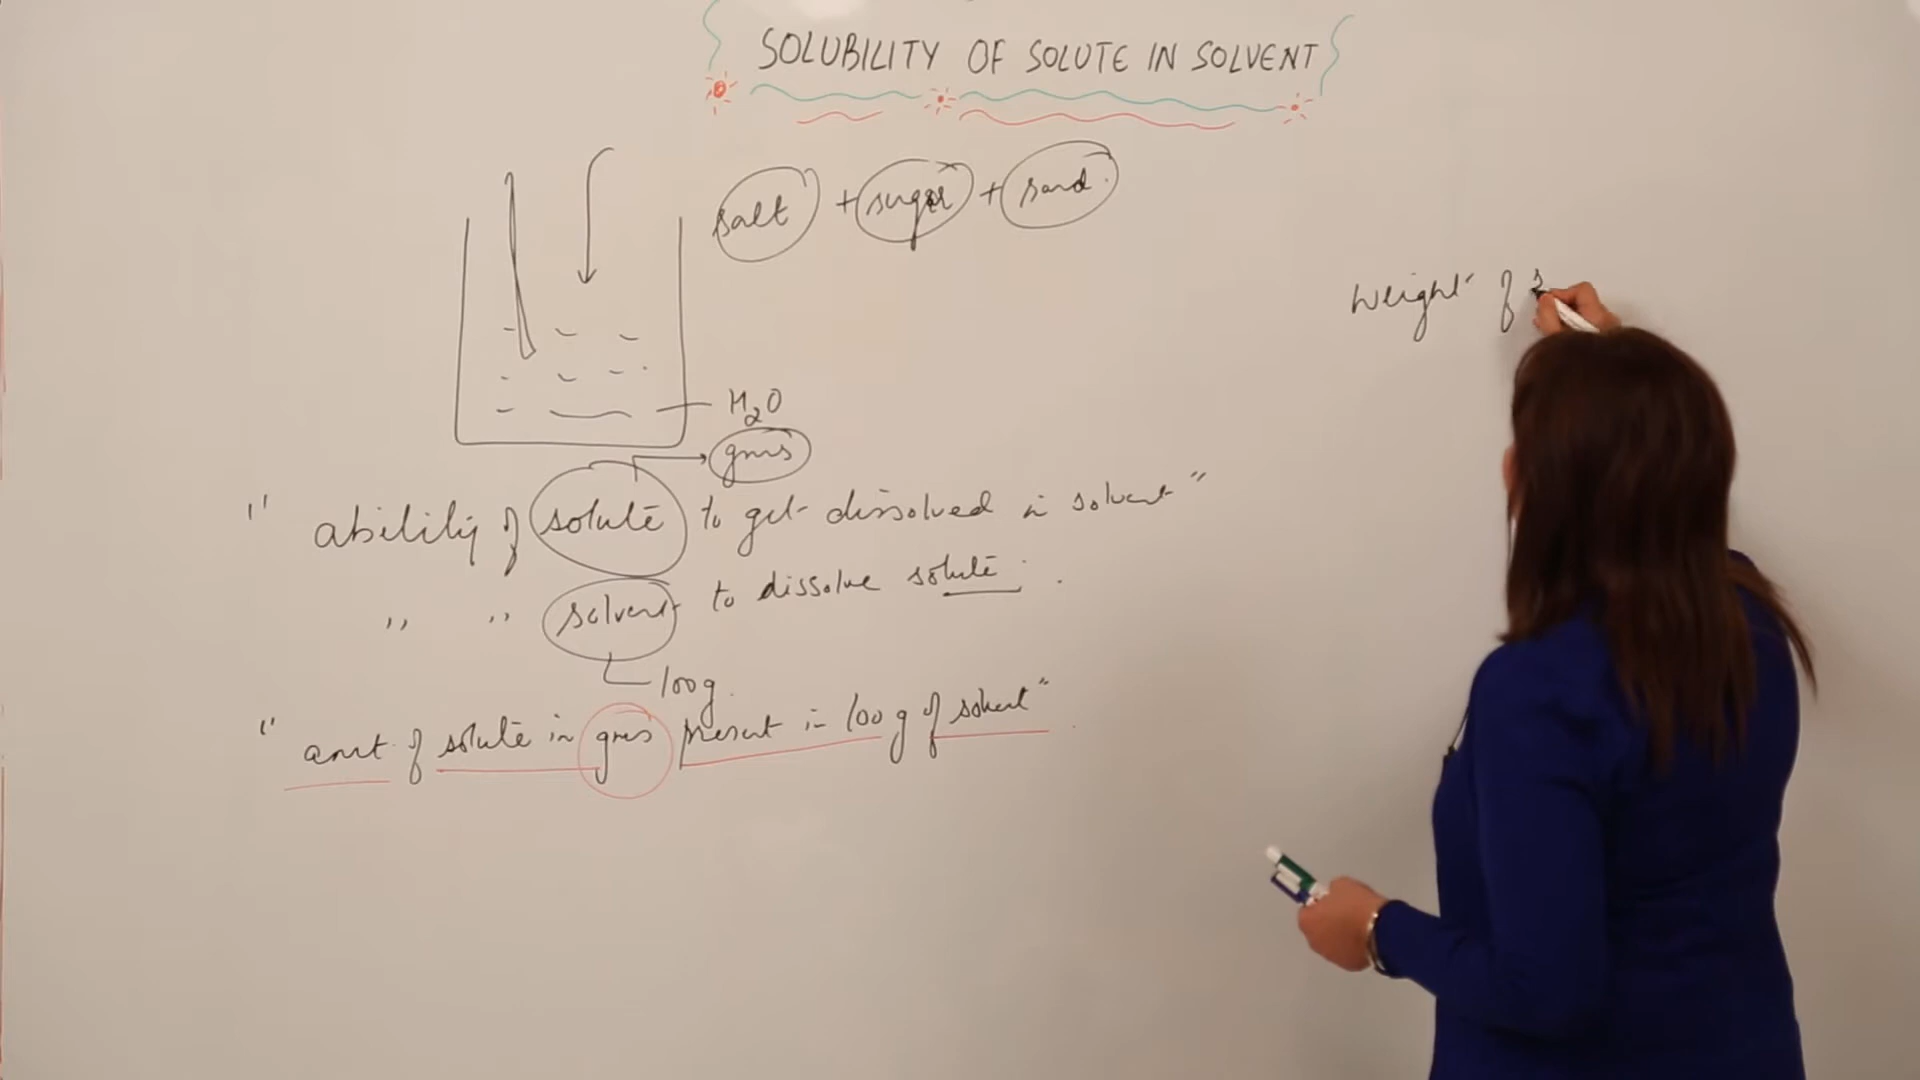 SOLUBILITY OF SOLUTE IN SOLVENT
salt + sugar + sand.
Weight of s
H2O
gms
" ability of solute to get dissolved in solvent "
,, ,, solvent to dissolve solute .
100g.
" amt. of solute in gms present in 100 g of solvent " .